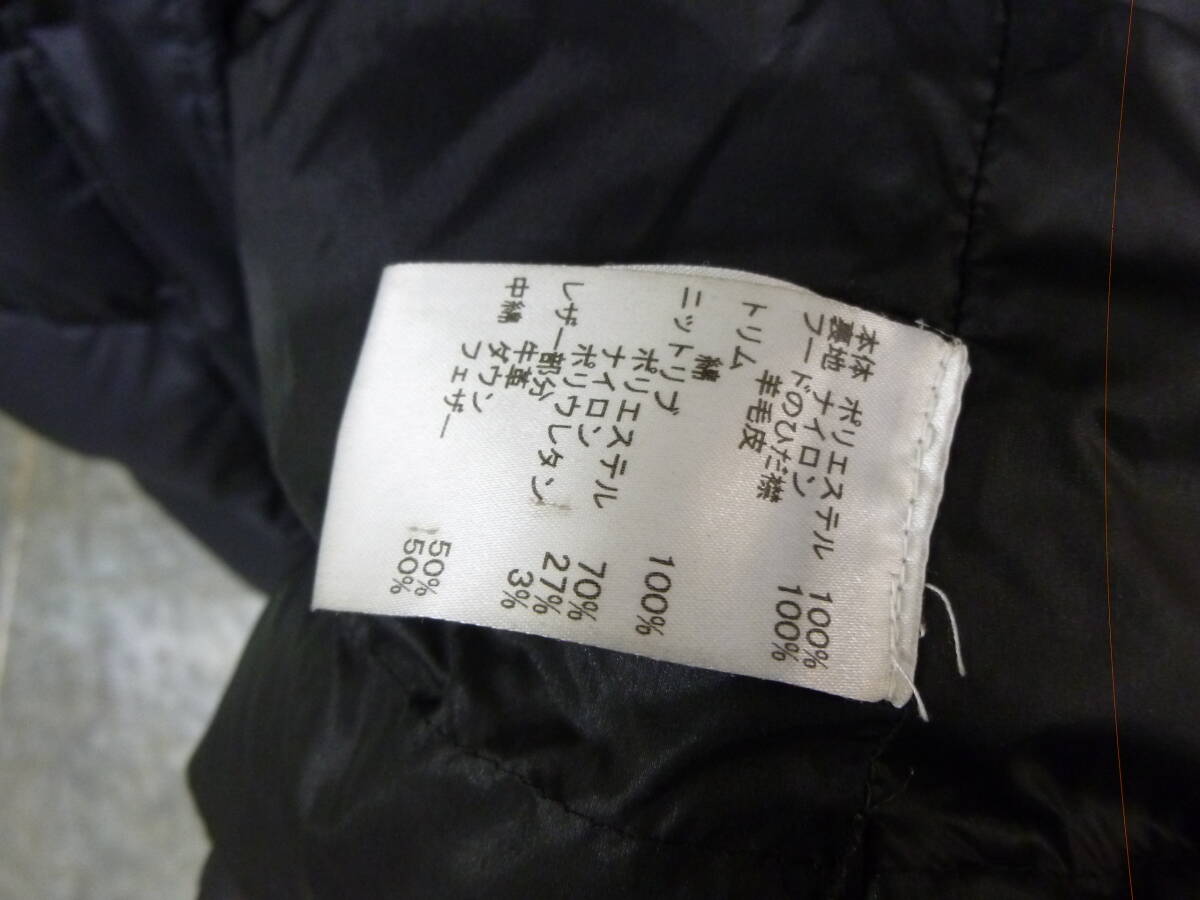 本体 ポリエステル 100%
裏地 ナイロン 100%
フードのひだ襟
羊毛皮
トリム
綿 100%
ニットリブ
ポリエステル 70%
ナイロン 27%
ポリウレタン 3%
レザー部分
牛革
中綿 ダウン 50%
フェザー 50%